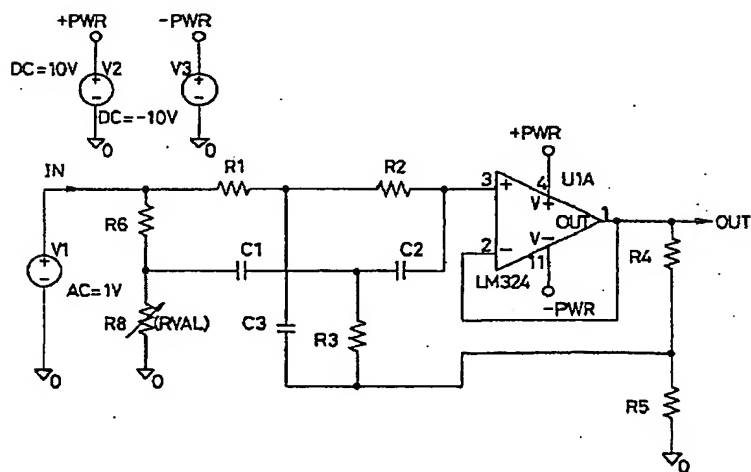 +PWR
-PWR
DC=10V
V2
V3
DC=-10V
0
0
+PWR
IN
R1
R2
3
4
U1A
V+
1
OUT
OUT
R6
C1
C2
2
V-
11
LM324
R4
V1
AC=1V
-PWR
R8
(RVAL)
C3
R3
0
0
R5
0